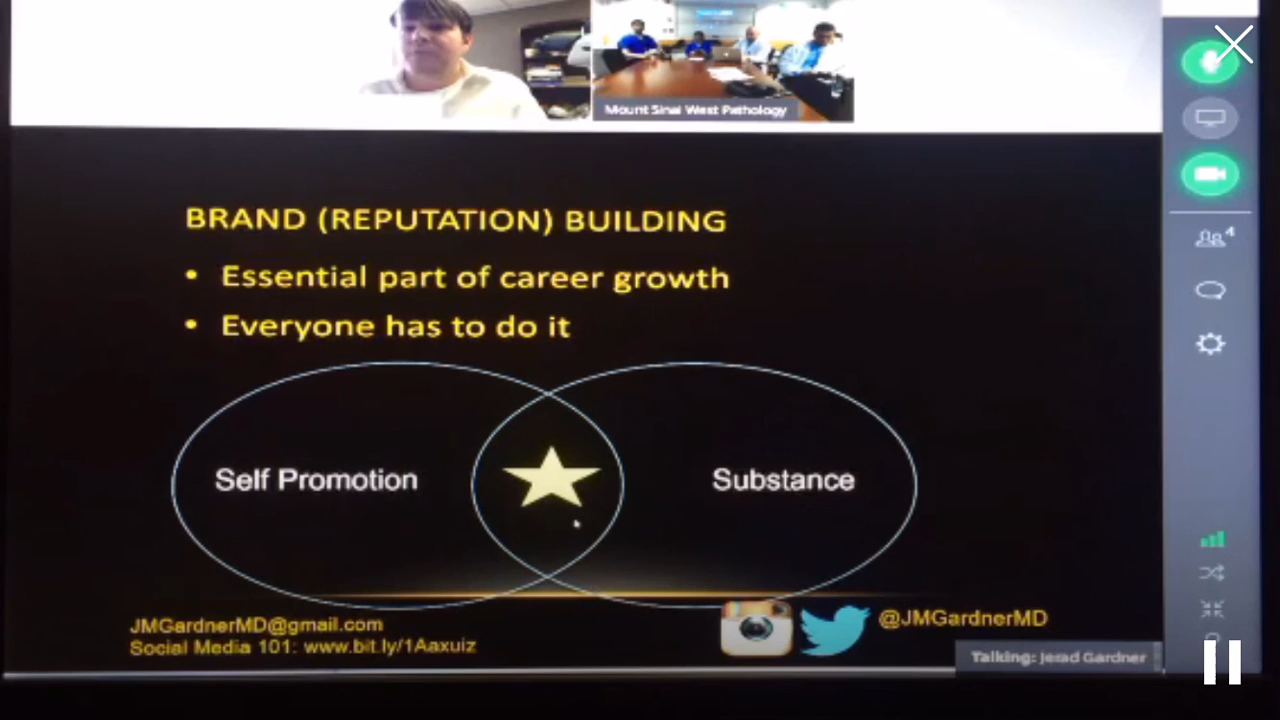 Mount Sinai West Pathology
BRAND (REPUTATION) BUILDING
• Essential part of career growth
• Everyone has to do it
Self Promotion
Substance
JMGardnerMD@gmail.com
Social Media 101: www.bit.ly/1Aaxuiz
@JMGardnerMD
Talking: Jerad Gardner
4